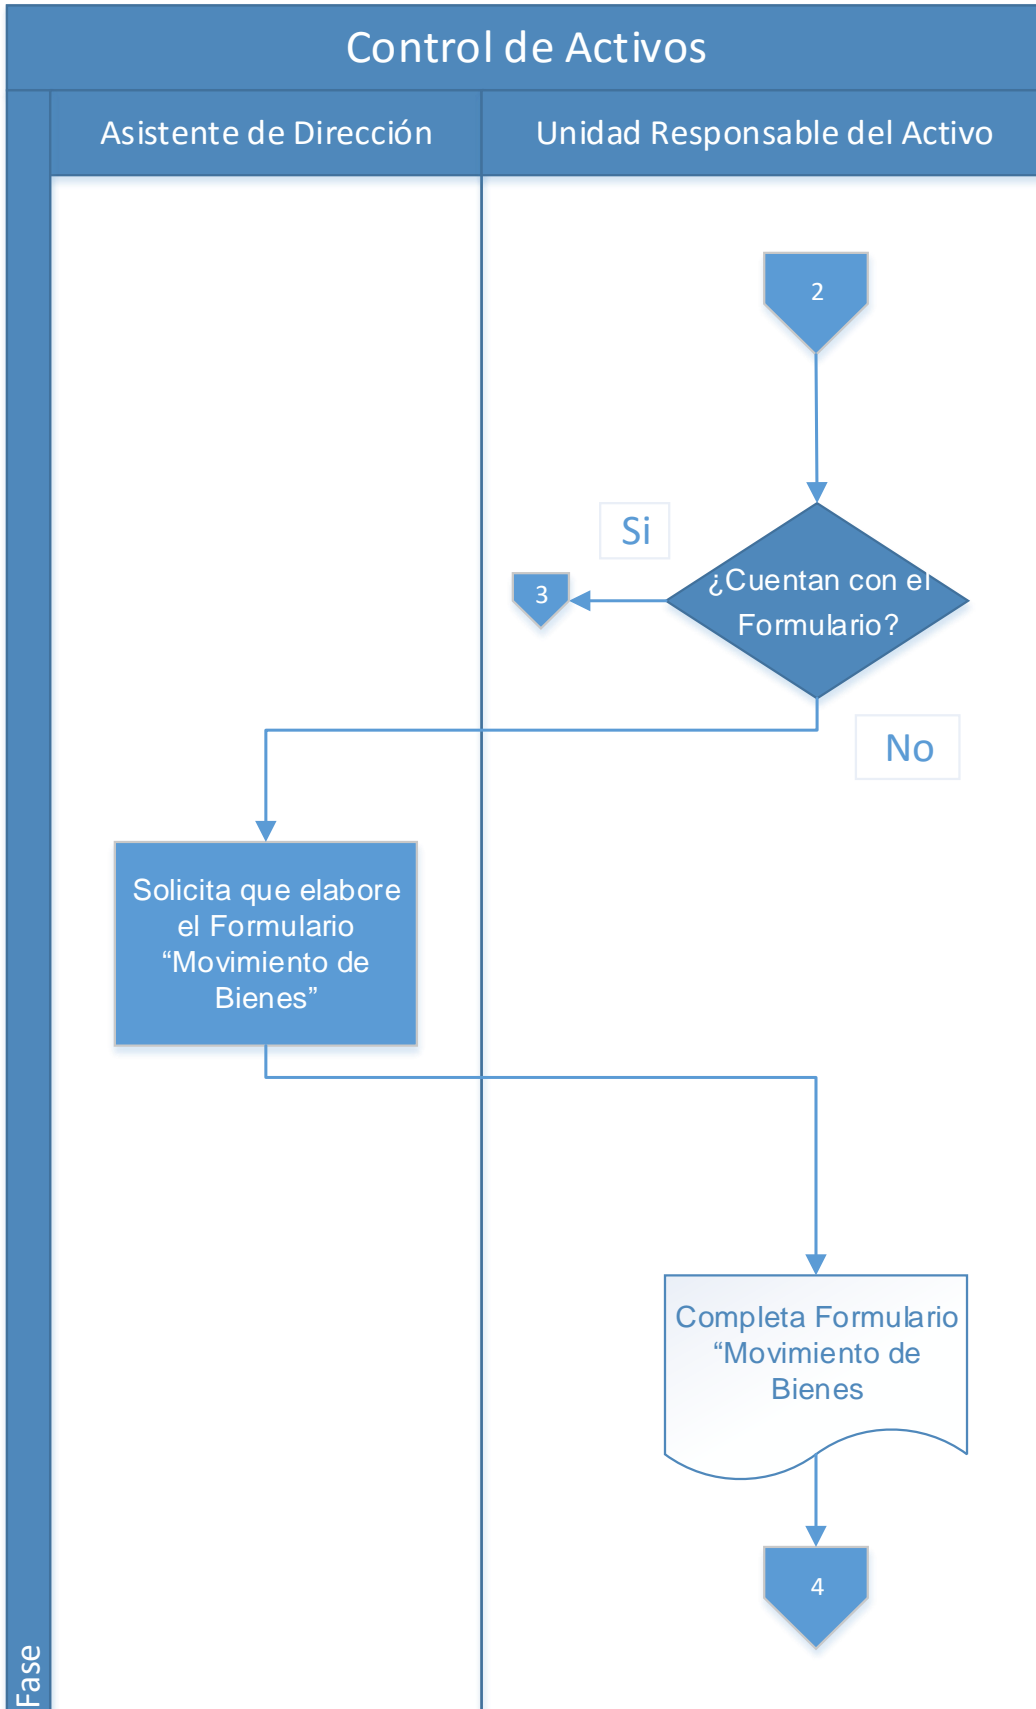 Control de Activos
Asistente de Dirección
Unidad Responsable del Activo
2
Si
¿Cuentan con el
Formulario?
3
No
Solicita que elabore
el Formulario
“Movimiento de
Bienes”
Completa Formulario
“Movimiento de
Bienes
4
Fase